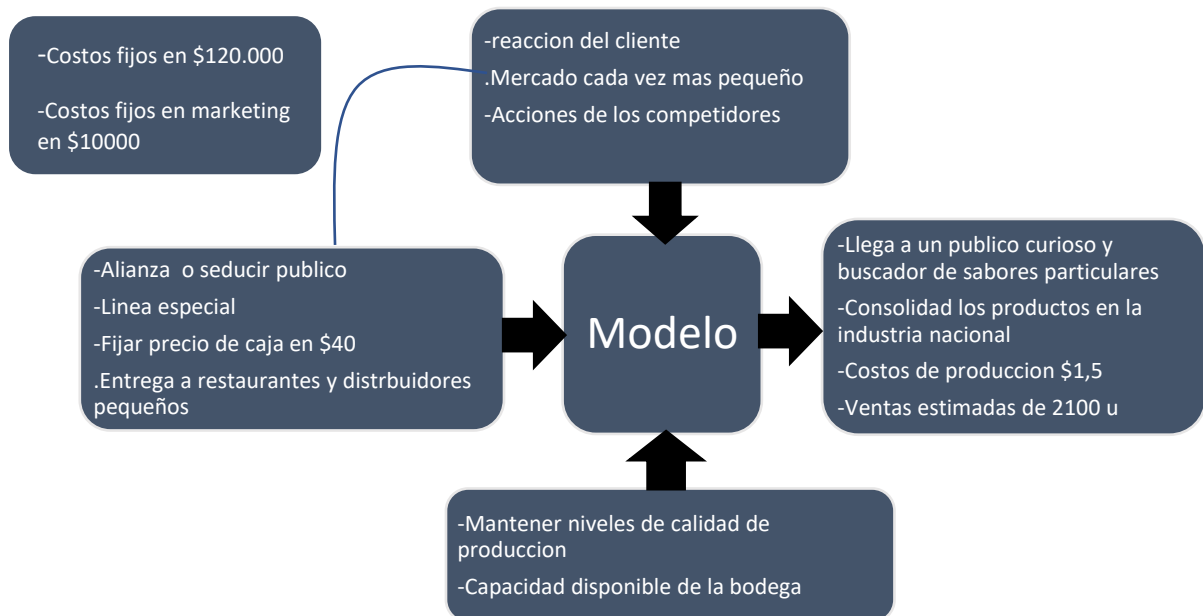 -Costos fijos en $120.000
-Costos fijos en marketing
en $10000
-reaccion del cliente
.Mercado cada vez mas pequeño
-Acciones de los competidores
-Alianza o seducir publico
-Linea especial
-Fijar precio de caja en $40
.Entrega a restaurantes y distrbuidores
pequeños
Modelo
-Llega a un publico curioso y
buscador de sabores particulares
-Consolidad los productos en la
industria nacional
-Costos de produccion $1,5
-Ventas estimadas de 2100 u
-Mantener niveles de calidad de
produccion
-Capacidad disponible de la bodega